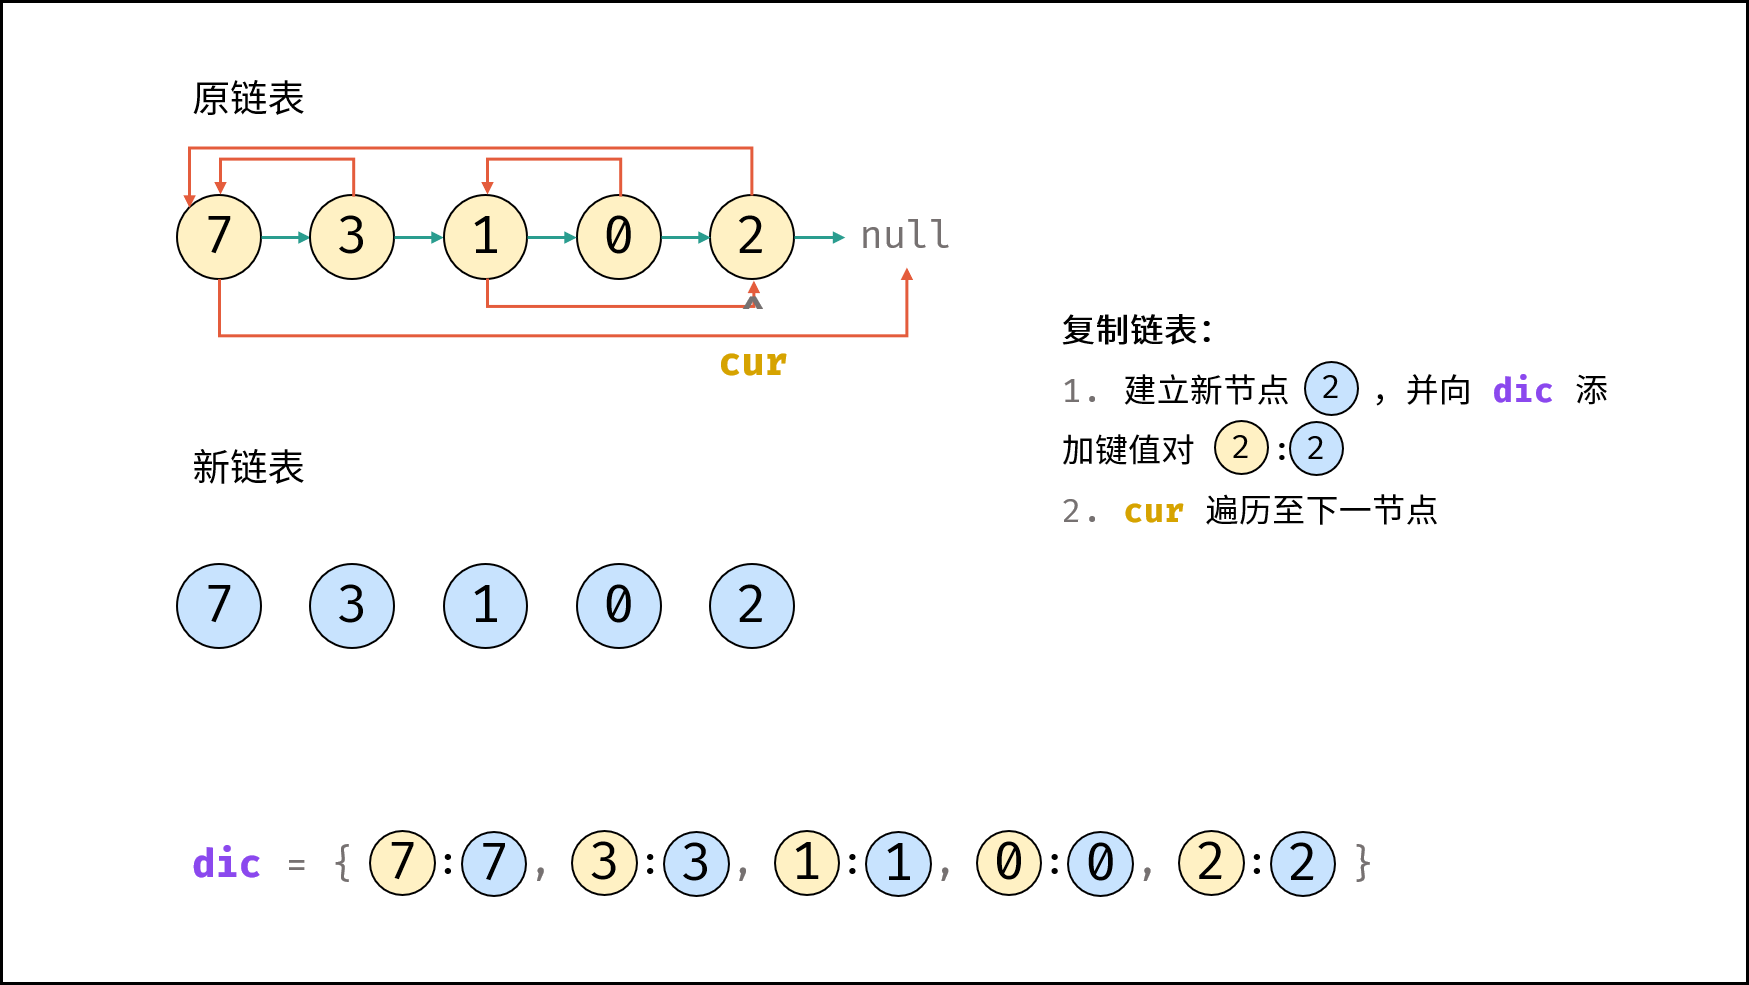 原链表
7 3 1 0 2 null
^
cur
复制链表：
1. 建立新节点 2 ，并向 dic 添
加键值对 2 : 2
2. cur 遍历至下一节点
新链表
7 3 1 0 2
dic = { 7 : 7 , 3 : 3 , 1 : 1 , 0 : 0 , 2 : 2 }